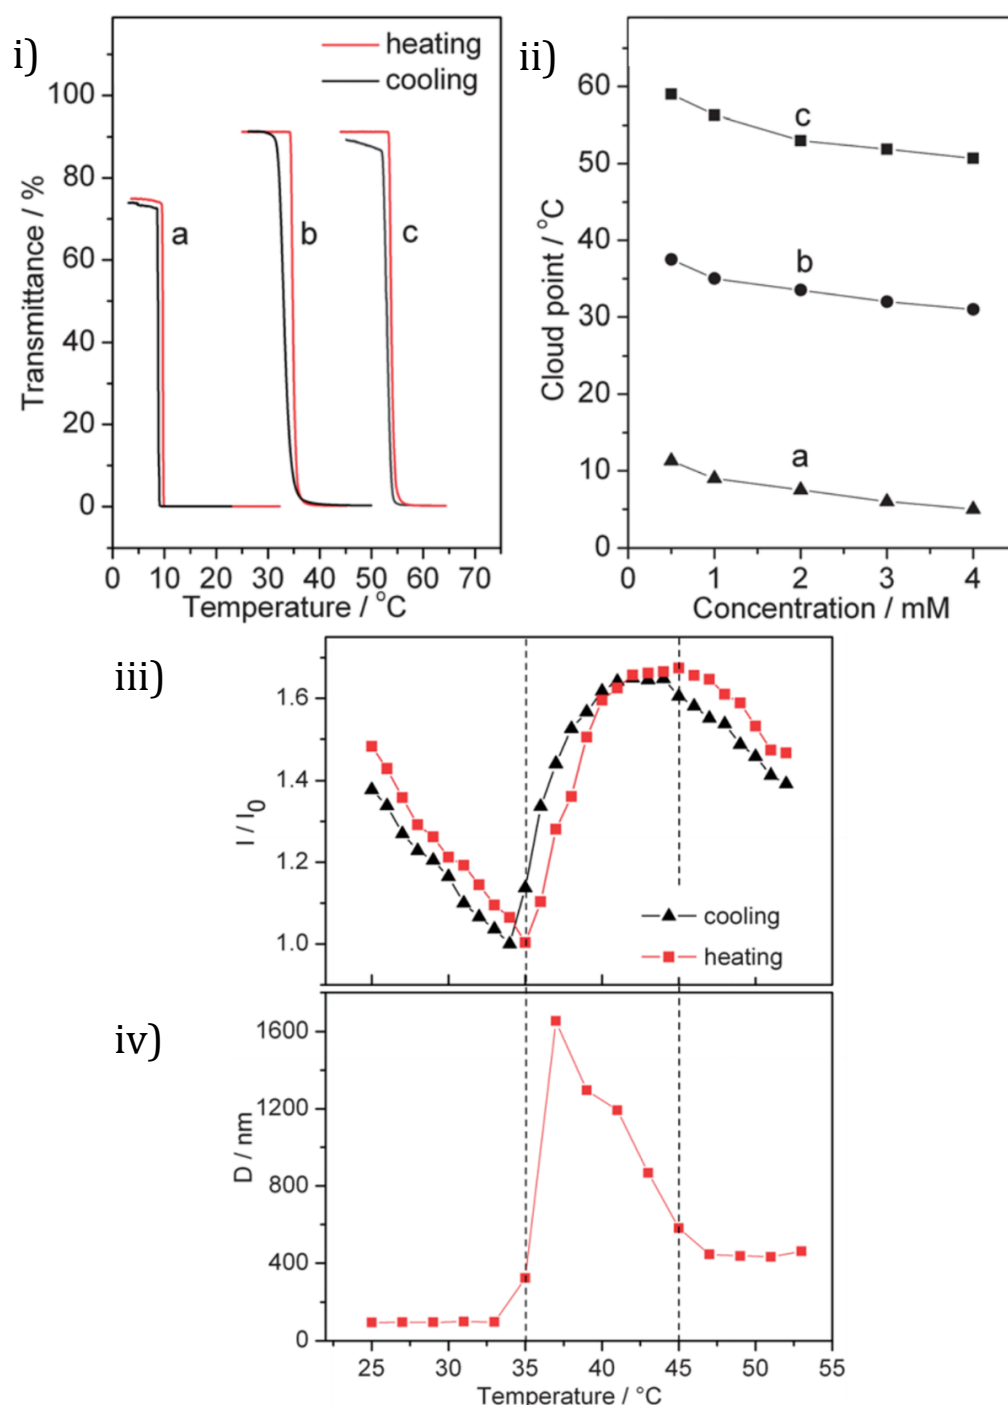 i)
heating
cooling
100
80
60
40
20
0
Transmittance / %
a
b
c
0 10 20 30 40 50 60 70
Temperature / °C
ii)
60
50
40
30
20
10
0
Cloud point / °C
c
b
a
0 1 2 3 4
Concentration / mM
iii)
1.6
1.4
1.2
1.0
I / I0
cooling
heating
iv)
1600
1200
800
400
0
D / nm
25 30 35 40 45 50 55
Temperature / °C